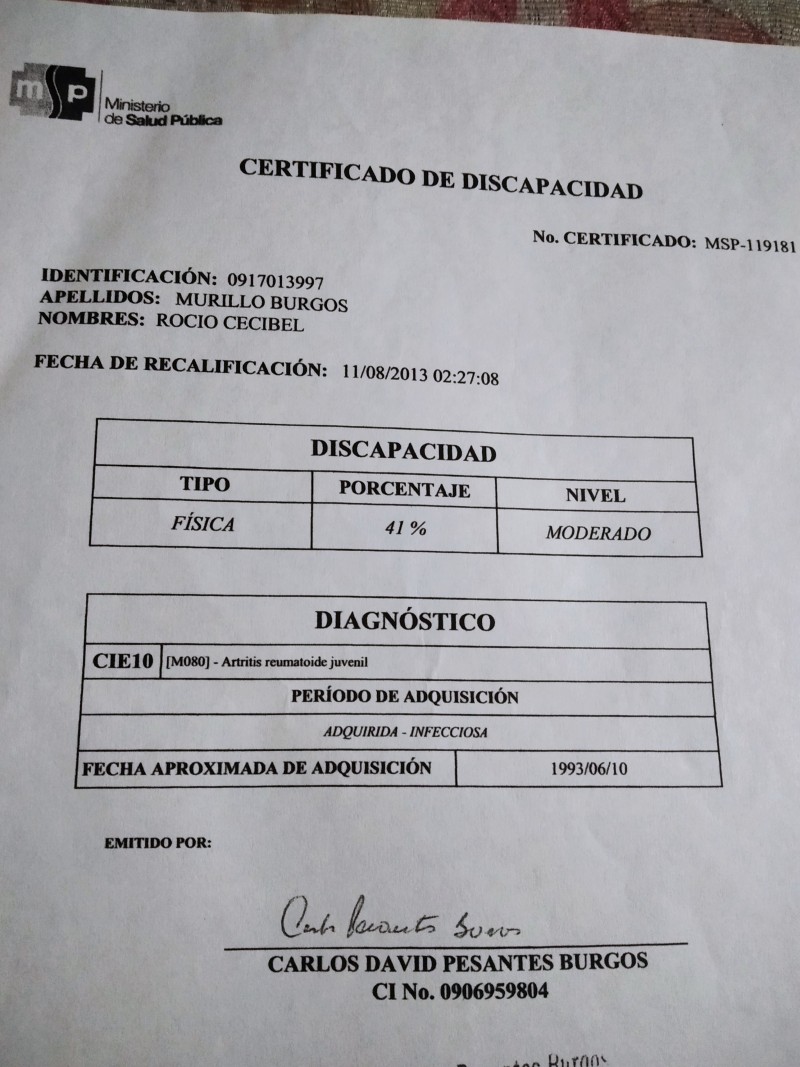 msp
Ministerio
de Salud Pública
CERTIFICADO DE DISCAPACIDAD
No. CERTIFICADO: MSP-119181
IDENTIFICACIÓN: 0917013997
APELLIDOS: MURILLO BURGOS
NOMBRES: ROCIO CECIBEL
FECHA DE RECALIFICACIÓN: 11/08/2013 02:27:08
DISCAPACIDAD
TIPO PORCENTAJE NIVEL
FÍSICA 41 % MODERADO
DIAGNÓSTICO
CIE10 [M080] - Artritis reumatoide juvenil
PERÍODO DE ADQUISICIÓN
ADQUIRIDA - INFECCIOSA
FECHA APROXIMADA DE ADQUISICIÓN 1993/06/10
EMITIDO POR:
CARLOS DAVID PESANTES BURGOS
CI No. 0906959804
Burgos